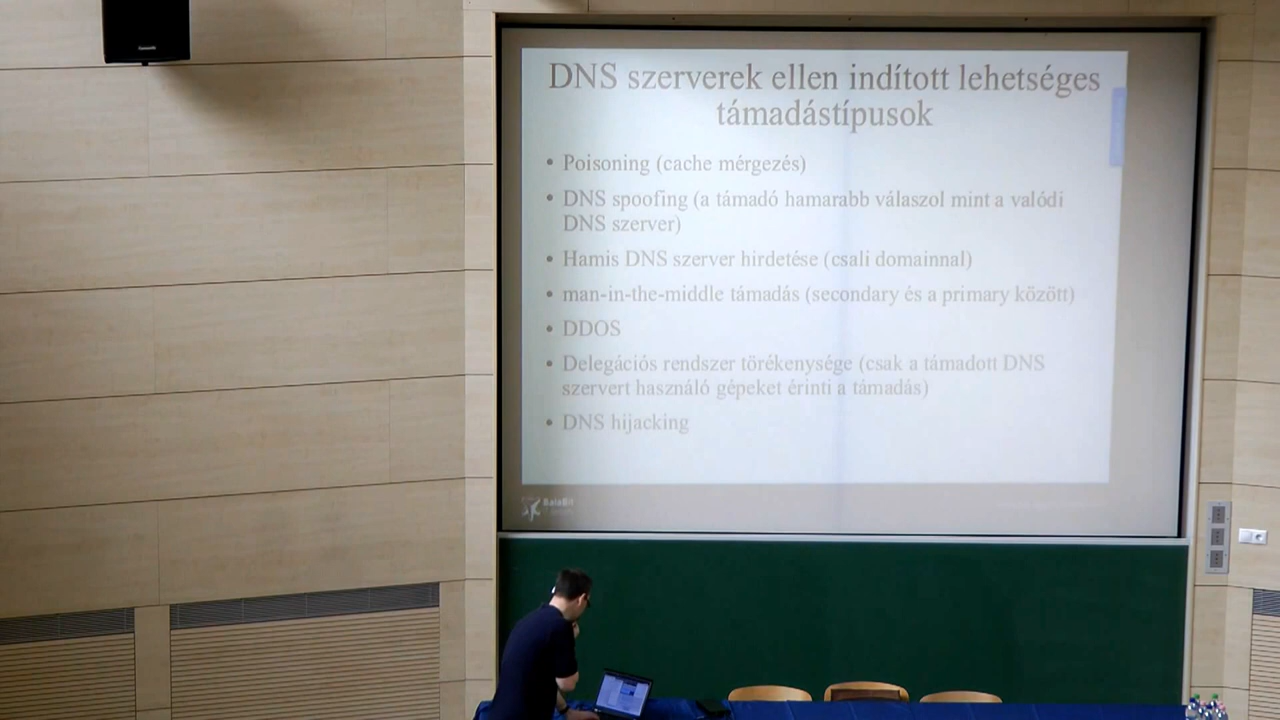 DNS szerverek ellen indított lehetséges
támadástípusok
• Poisoning (cache mérgezés)
• DNS spoofing (a támadó hamarabb válaszol mint a valódi
DNS szerver)
• Hamis DNS szerver hirdetése (csali domainnal)
• man-in-the-middle támadás (secondary és a primary között)
• DDOS
• Delegációs rendszer törékenysége (csak a támadott DNS
szervert használó gépeket érinti a támadás)
• DNS hijacking
BalaBit